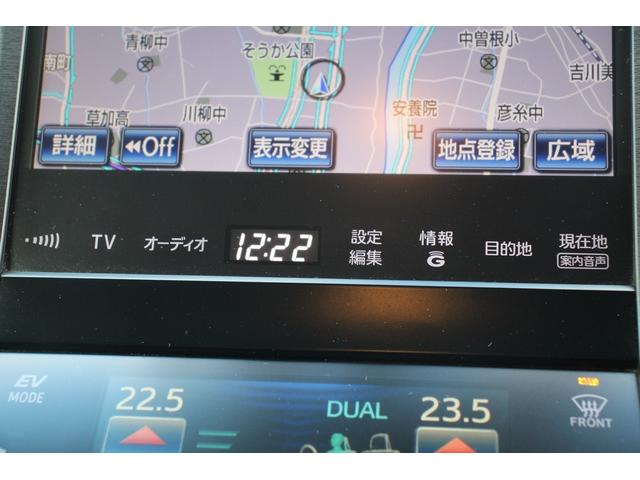 青柳中
そうか公園
中曽根小
南町
吉川美
草加高
川柳中
安養院
彦糸中
詳細
◀◀Off
表示変更
地点登録
広域
TV
オーディオ
12:22
設定
編集
情報
G
目的地
現在地
案内音声
EV
MODE
22.5
DUAL
23.5
FRONT